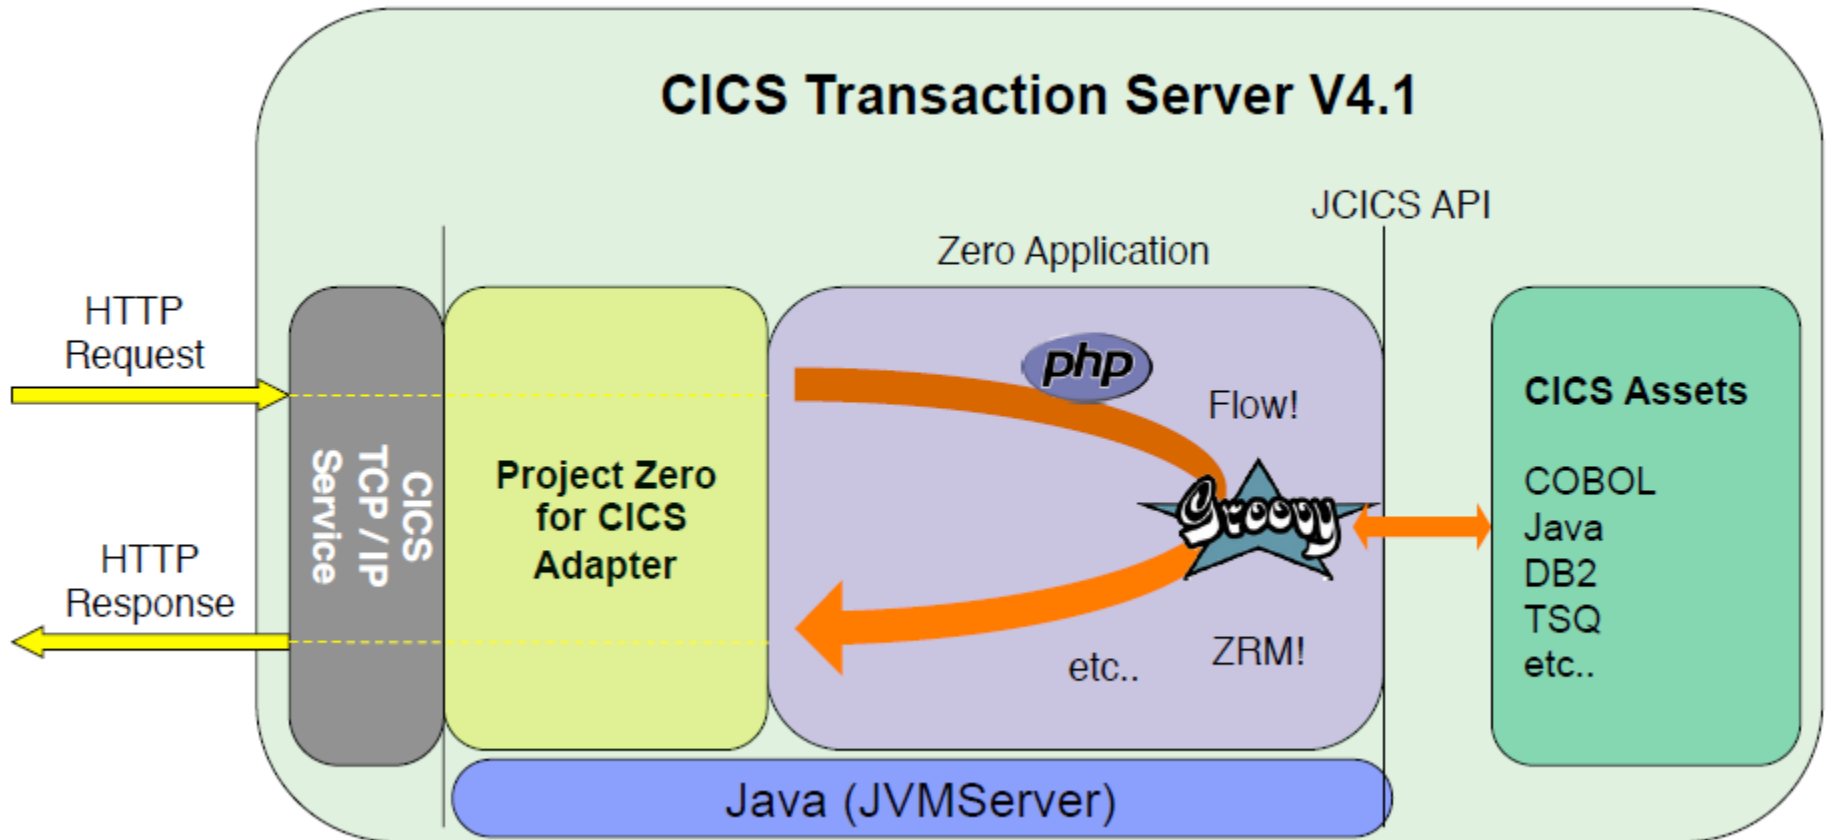 CICS Transaction Server V4.1
JCICS API
Zero Application
HTTP
Request
HTTP
Response
CICS
TCP / IP
Service
Project Zero
for CICS
Adapter
php
Flow!
Groovy
ZRM!
etc..
CICS Assets
COBOL
Java
DB2
TSQ
etc..
Java (JVMServer)